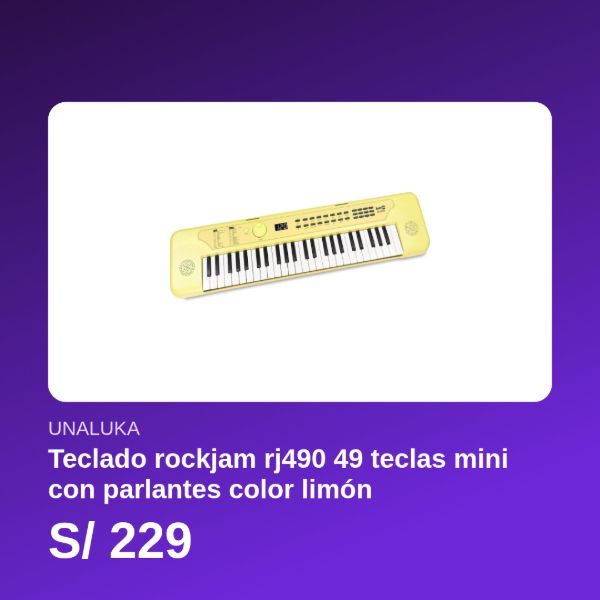 UNALUKA
Teclado rockjam rj490 49 teclas mini
con parlantes color limón
S/ 229